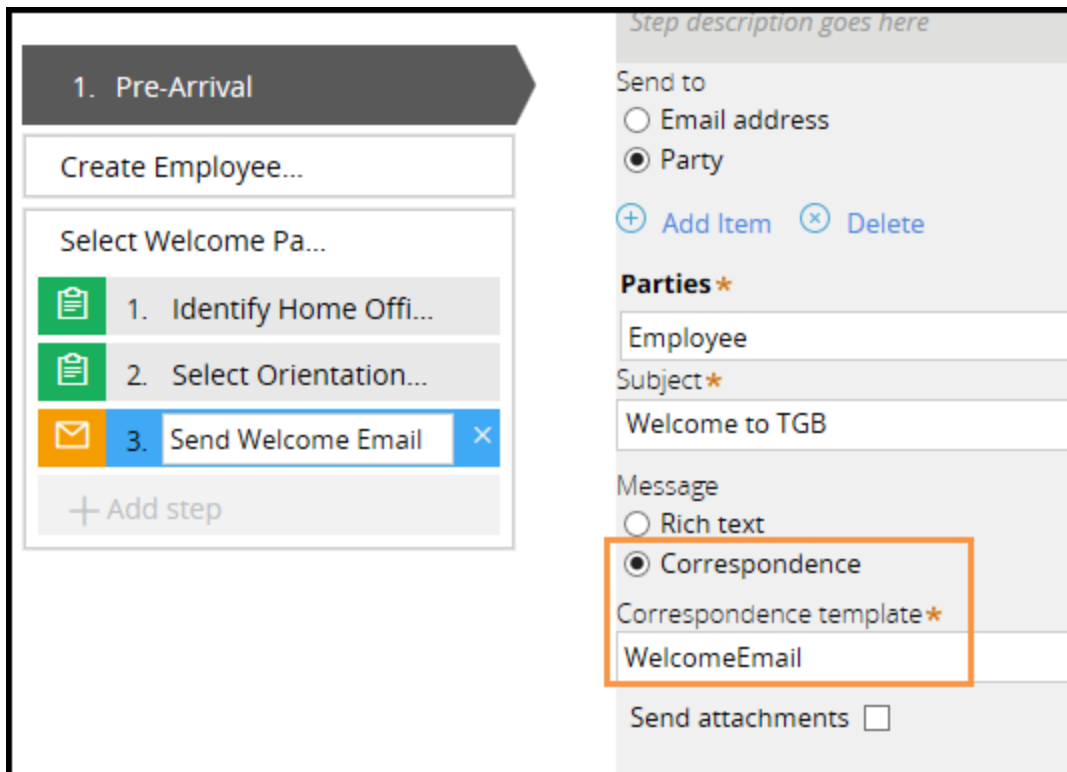 1. Pre-Arrival
Create Employee...
Select Welcome Pa...
1. Identify Home Offi...
2. Select Orientation...
3. Send Welcome Email
Add step
Step description goes here
Send to
Email address
Party
Add Item Delete
Parties*
Employee
Subject*
Welcome to TGB
Message
Rich text
Correspondence
Correspondence template*
WelcomeEmail
Send attachments